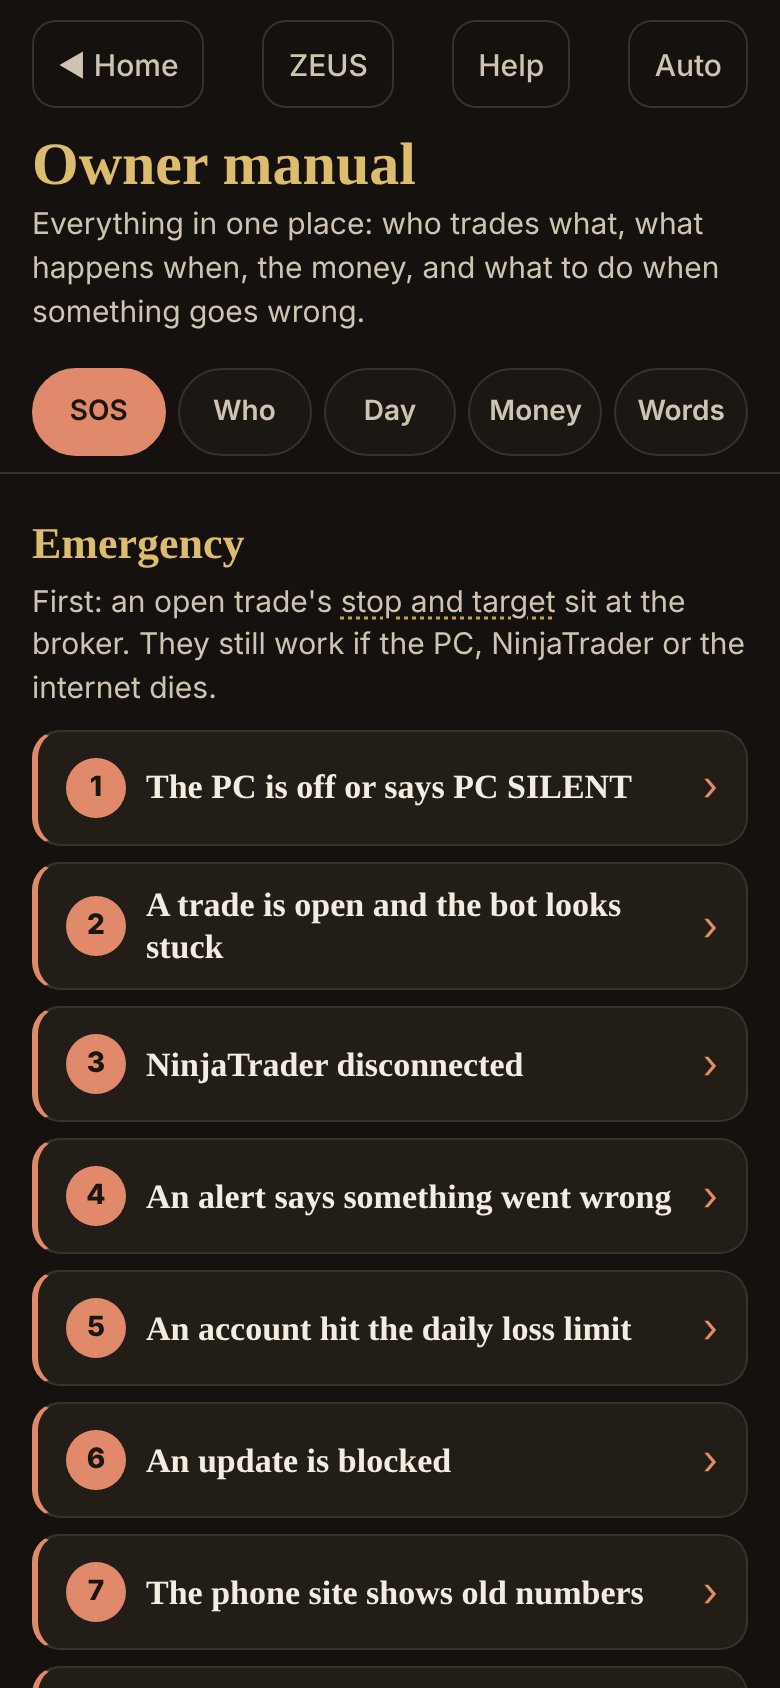 ◀ Home
ZEUS
Help
Auto
Owner manual
Everything in one place: who trades what, what
happens when, the money, and what to do when
something goes wrong.
SOS
Who
Day
Money
Words
Emergency
First: an open trade's stop and target sit at the
broker. They still work if the PC, NinjaTrader or the
internet dies.
1 The PC is off or says PC SILENT ›
2 A trade is open and the bot looks
stuck ›
3 NinjaTrader disconnected ›
4 An alert says something went wrong ›
5 An account hit the daily loss limit ›
6 An update is blocked ›
7 The phone site shows old numbers ›